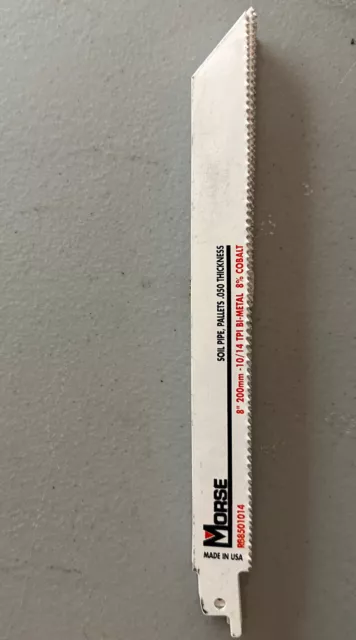 MORSE
MADE IN USA
SOIL PIPE, PALLETS .050 THICKNESS
RB8501014
8" 200mm -10/14 TPI BI-METAL 8% COBALT